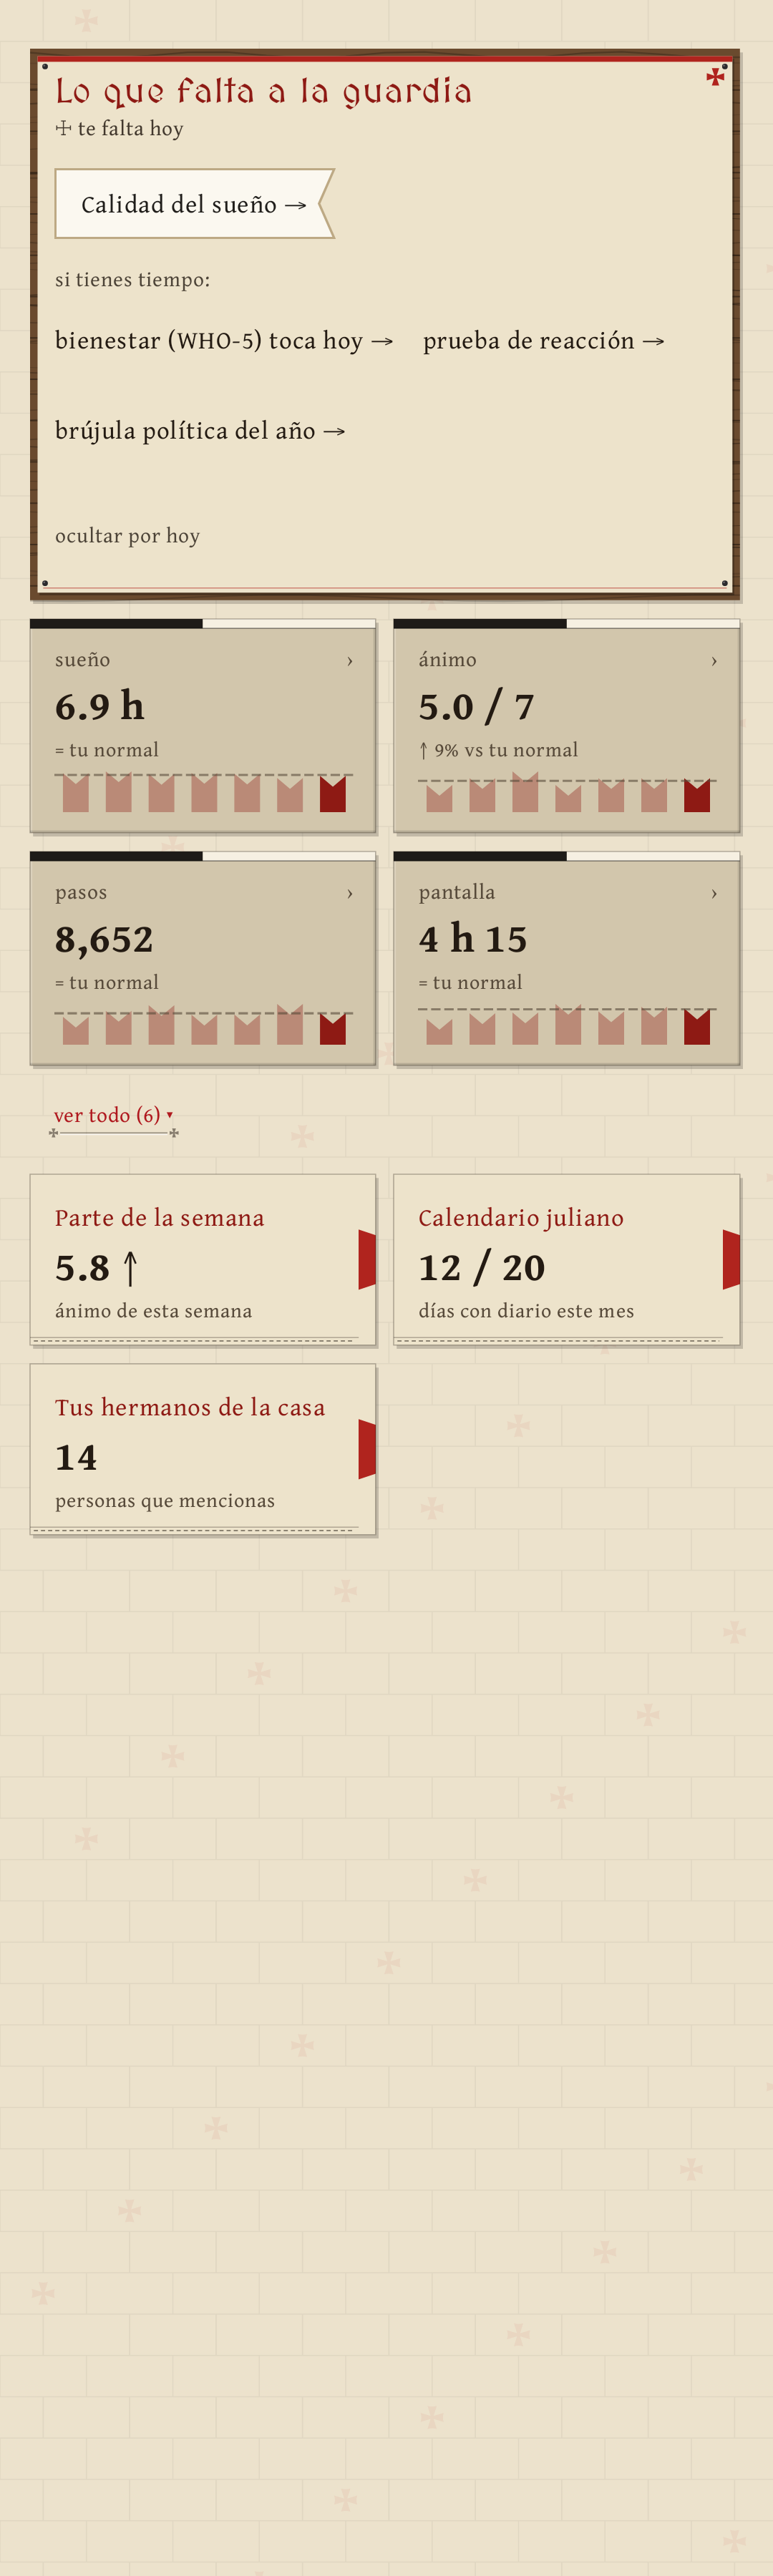 Lo que falta a la guardia
☩ te falta hoy
Calidad del sueño →
si tienes tiempo:
bienestar (WHO-5) toca hoy → prueba de reacción →
brújula política del año →
ocultar por hoy
sueño ›
6.9 h
= tu normal
ánimo ›
5.0 / 7
↑ 9% vs tu normal
pasos ›
8,652
= tu normal
pantalla ›
4 h 15
= tu normal
ver todo (6) ▾
Parte de la semana
5.8 ↑
ánimo de esta semana
Calendario juliano
12 / 20
días con diario este mes
Tus hermanos de la casa
14
personas que mencionas